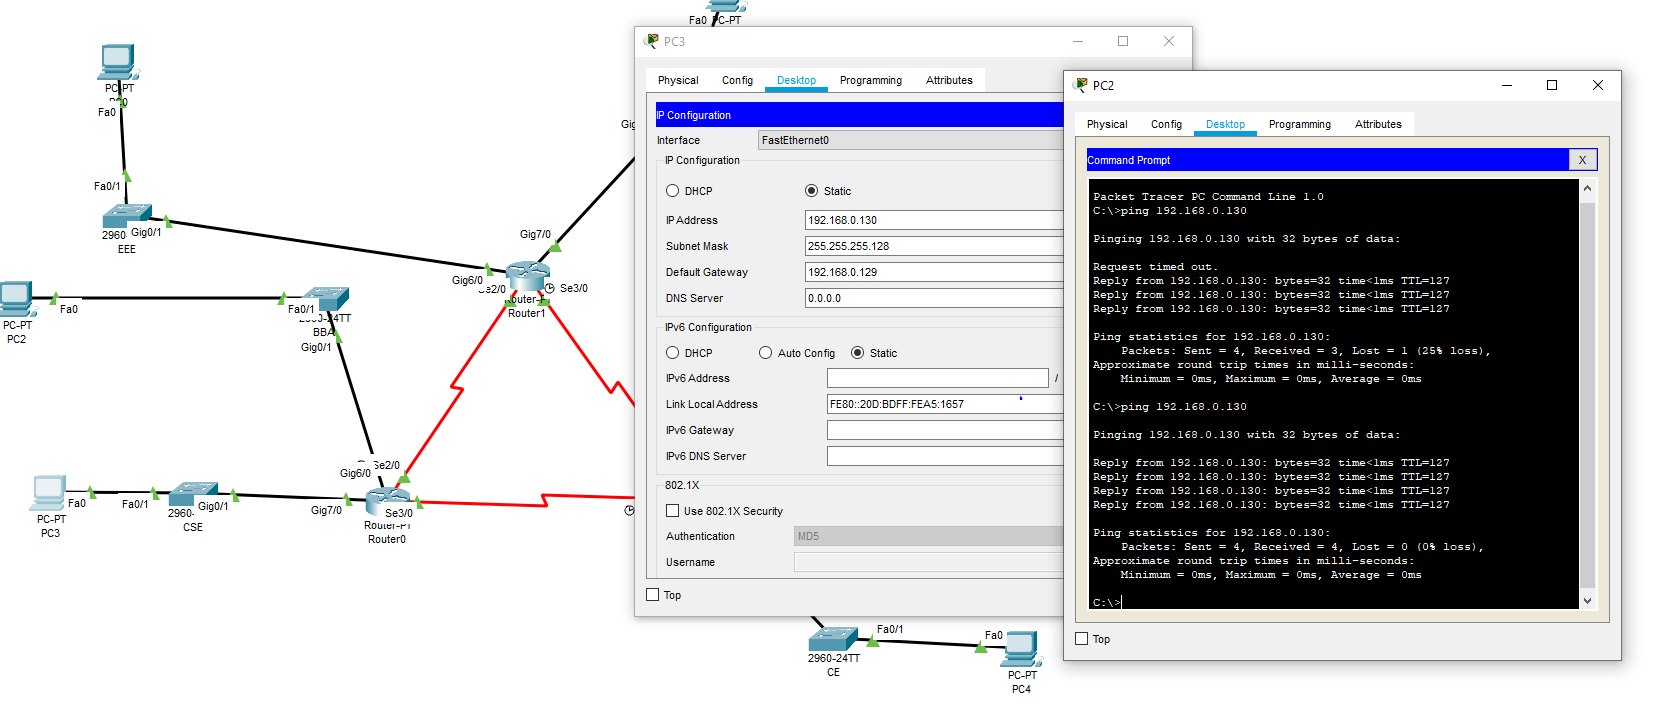 Fa0 PC-PT
PC-PT
Fa0
Fa0/1
2960-
Gig0/1
EEE
PC-PT
PC2
Fa0
Fa0/1
BBA
Gig0/1
Gig7/0
Gig6/0
Se3/0
Router1
Gig6/0
Se2/0
PC-PT
PC3
Fa0
Fa0/1
2960-
Gig0/1
CSE
Gig7/0
Se3/0
Router-PT
Router0
2960-24TT
CE
Fa0/1
Fa0
PC-PT
PC4
PC3
Physical Config Desktop Programming Attributes
IP Configuration
Interface FastEthernet0
IP Configuration
DHCP Static
IP Address 192.168.0.130
Subnet Mask 255.255.255.128
Default Gateway 192.168.0.129
DNS Server 0.0.0.0
IPv6 Configuration
DHCP Auto Config Static
IPv6 Address /
Link Local Address FE80::20D:BDFF:FEA5:1657
IPv6 Gateway
IPv6 DNS Server
802.1X
Use 802.1X Security
Authentication MD5
Username
Top
PC2
Physical Config Desktop Programming Attributes
Command Prompt X
Packet Tracer PC Command Line 1.0
C:\>ping 192.168.0.130
Pinging 192.168.0.130 with 32 bytes of data:
Request timed out.
Reply from 192.168.0.130: bytes=32 time<1ms TTL=127
Reply from 192.168.0.130: bytes=32 time<1ms TTL=127
Reply from 192.168.0.130: bytes=32 time<1ms TTL=127
Ping statistics for 192.168.0.130:
Packets: Sent = 4, Received = 3, Lost = 1 (25% loss),
Approximate round trip times in milli-seconds:
Minimum = 0ms, Maximum = 0ms, Average = 0ms
C:\>ping 192.168.0.130
Pinging 192.168.0.130 with 32 bytes of data:
Reply from 192.168.0.130: bytes=32 time<1ms TTL=127
Reply from 192.168.0.130: bytes=32 time<1ms TTL=127
Reply from 192.168.0.130: bytes=32 time<1ms TTL=127
Reply from 192.168.0.130: bytes=32 time<1ms TTL=127
Ping statistics for 192.168.0.130:
Packets: Sent = 4, Received = 4, Lost = 0 (0% loss),
Approximate round trip times in milli-seconds:
Minimum = 0ms, Maximum = 0ms, Average = 0ms
C:\>
Top